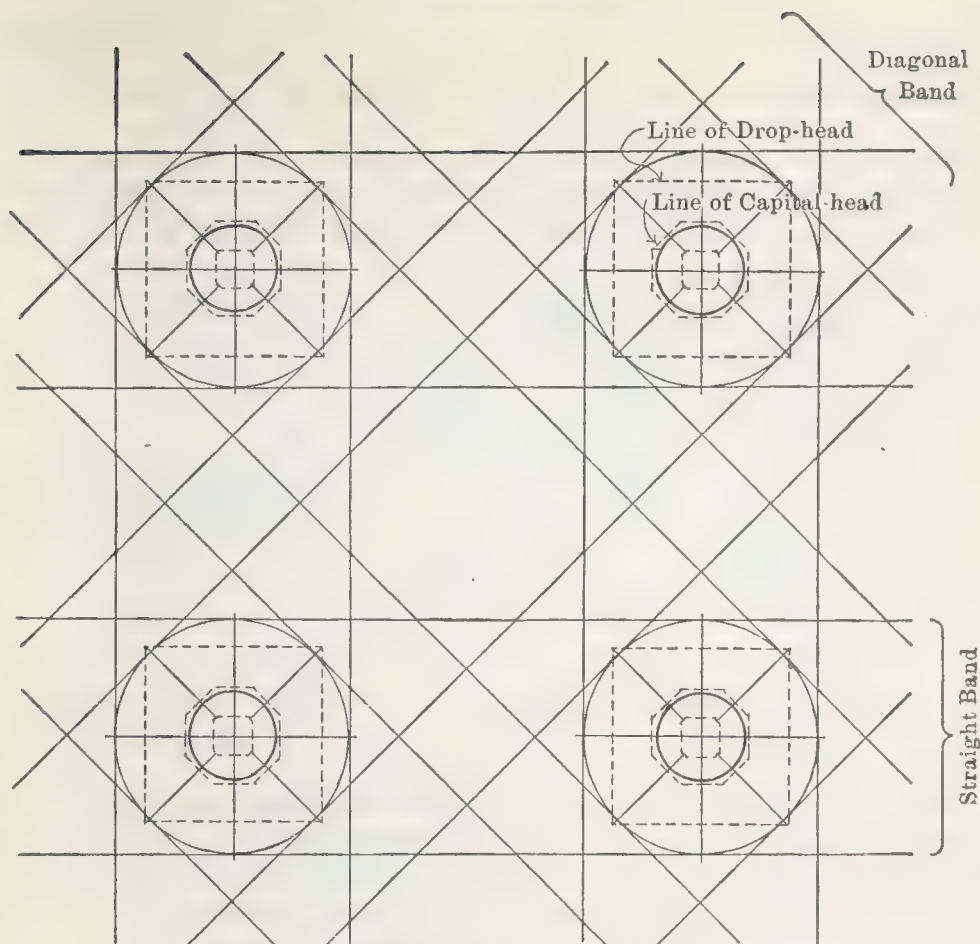 Diagonal
Band
Line of Drop-head
Line of Capital-head
Straight Band